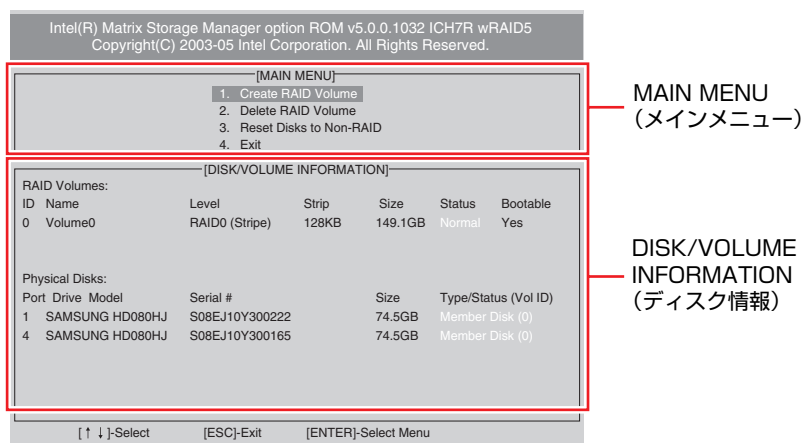 Intel(R) Matrix Storage Manager option ROM v5.0.0.1032 ICH7R wRAID5
Copyright(C) 2003-05 Intel Corporation. All Rights Reserved.
[MAIN MENU]
1. Create RAID Volume
2. Delete RAID Volume
3. Reset Disks to Non-RAID
4. Exit
MAIN MENU
（メインメニュー）
[DISK/VOLUME INFORMATION]
RAID Volumes:
ID Name Level Strip Size Status Bootable
0 Volume0 RAID0 (Stripe) 128KB 149.1GB Normal Yes
Physical Disks:
Port Drive Model Serial # Size Type/Status (Vol ID)
1 SAMSUNG HD080HJ S08EJ10Y300222 74.5GB Member Disk (0)
4 SAMSUNG HD080HJ S08EJ10Y300165 74.5GB Member Disk (0)
DISK/VOLUME
INFORMATION
（ディスク情報）
[↑↓]-Select [ESC]-Exit [ENTER]-Select Menu